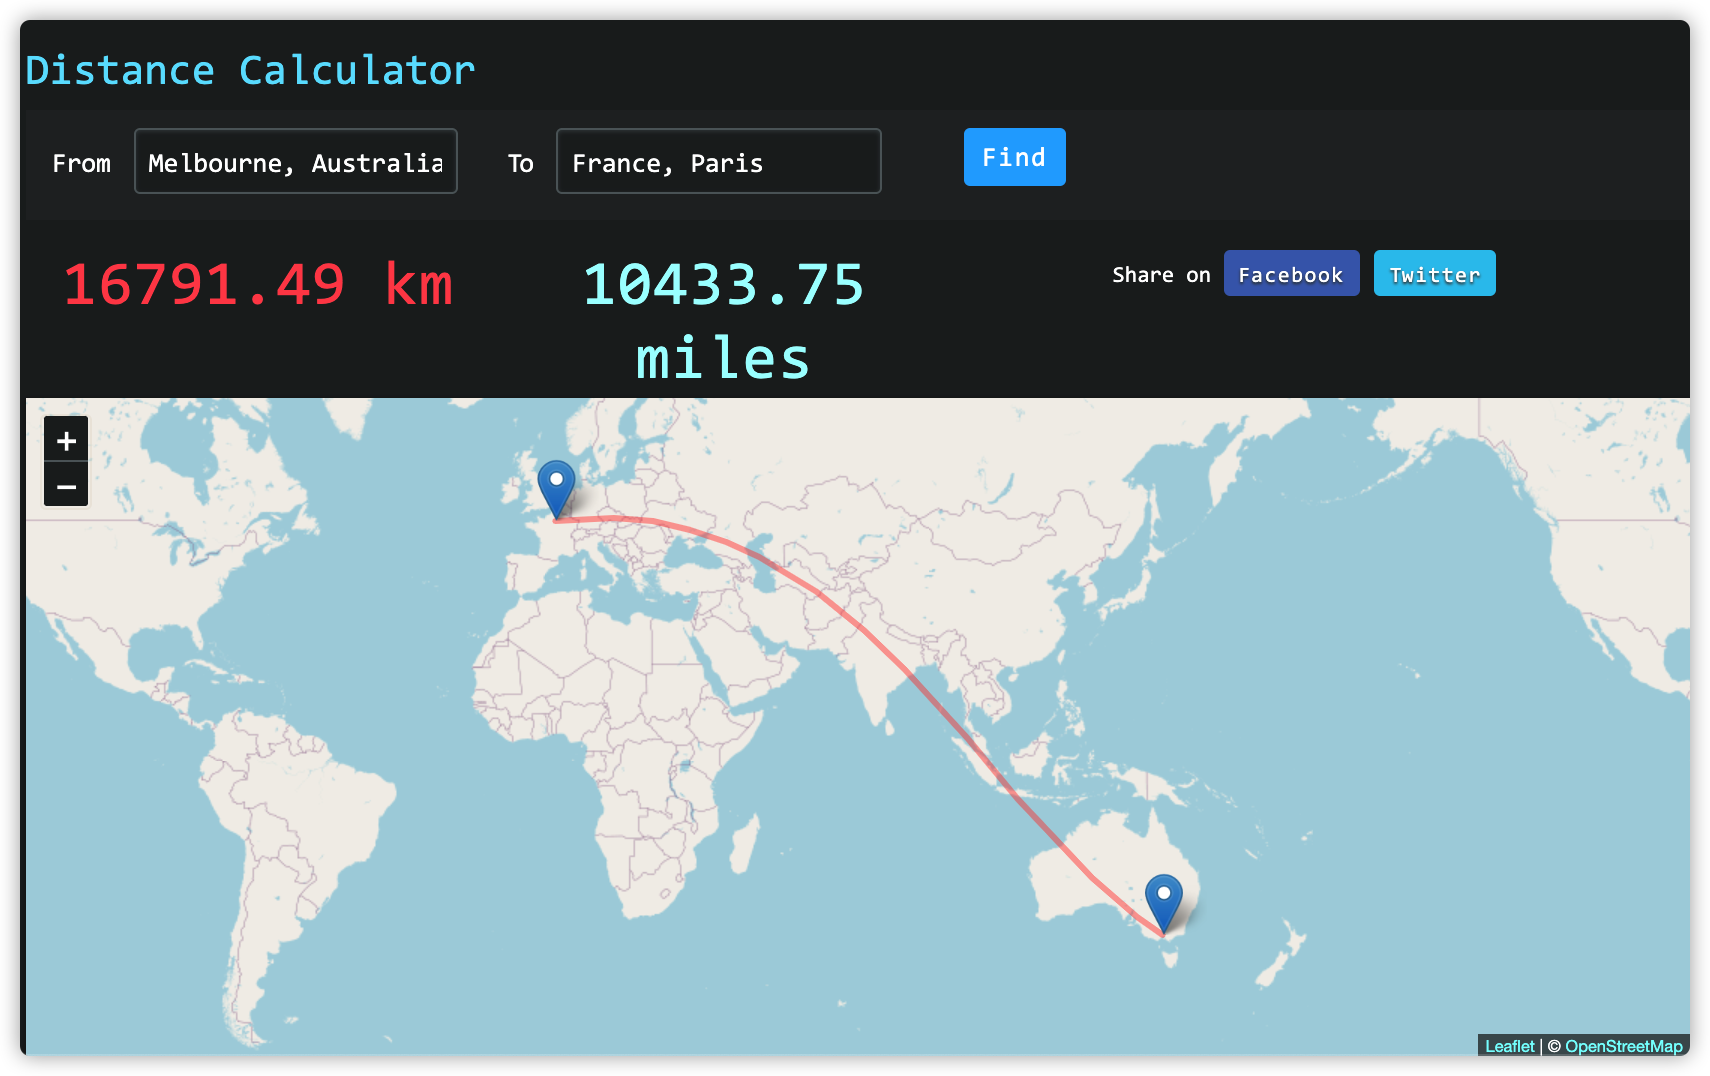 Distance Calculator
From Melbourne, Australia To France, Paris Find
16791.49 km 10433.75 miles Share on Facebook Twitter
+
−
Leaflet | © OpenStreetMap